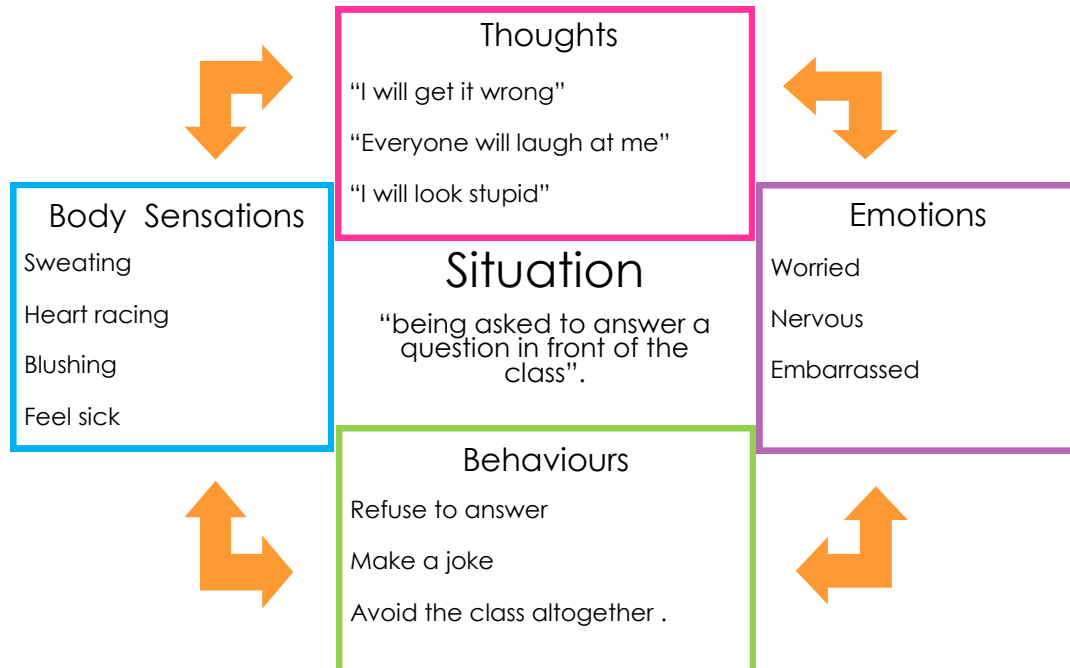 Thoughts
“I will get it wrong”
“Everyone will laugh at me”
“I will look stupid”
Body Sensations
Sweating
Heart racing
Blushing
Feel sick
Situation
“being asked to answer a
question in front of the
class”.
Emotions
Worried
Nervous
Embarrassed
Behaviours
Refuse to answer
Make a joke
Avoid the class altogether .